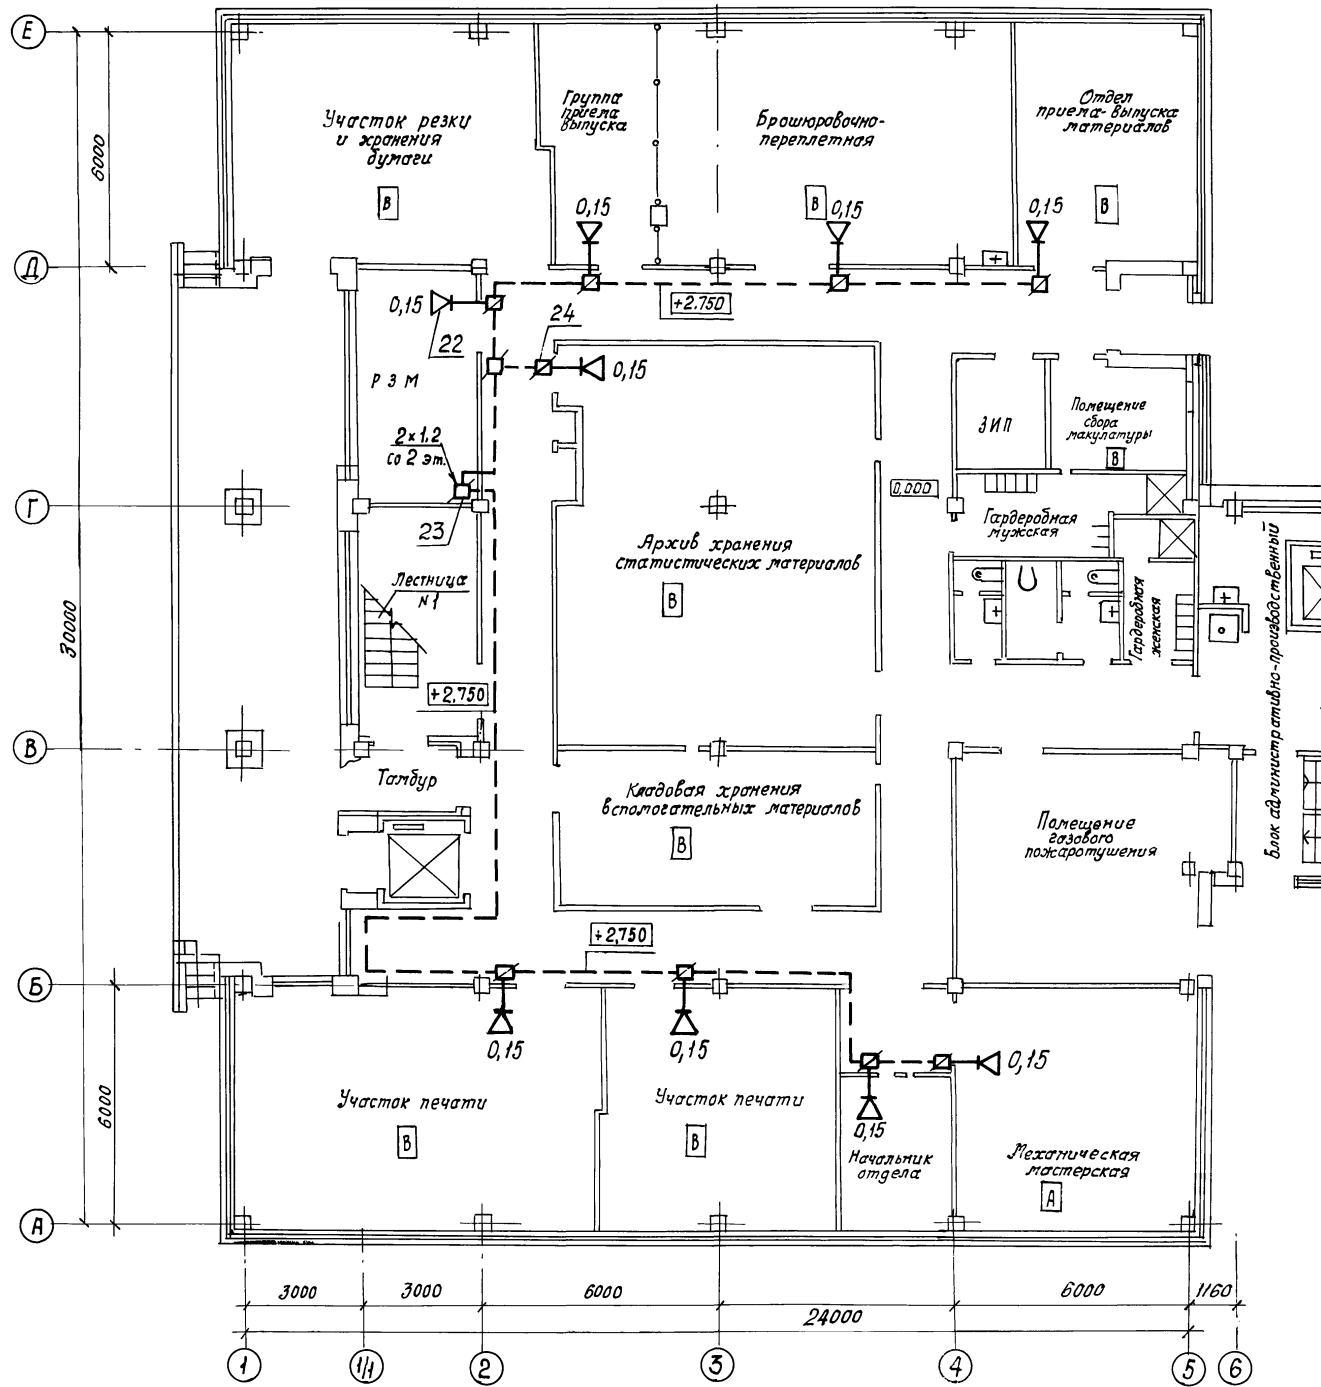 Е
6000
Участок резки
и хранения
бумаги
В
Группа
приема
выпуска
0,15
Брошюровочно-
переплетная
В
0,15
Отдел
приема-выпуска
материалов
В
0,15
Д
0,15
22
24
+2.750
0,15
РЗМ
2×1.2
со 2 эт.
23
ЗИП
Помещение
сбора
макулатуры
В
0,000
Г
Гардеробная
мужская
Архив хранения
статистических материалов
В
Лестница
N1
Гардеробная
женская
Блок административно-производственный
30000
+2,750
В
Тамбур
Кладовая хранения
вспомогательных материалов
В
Помещение
газового
пожаротушения
+2,750
Б
0,15
0,15
0,15
0,15
6000
Участок печати
В
Участок печати
В
Начальник
отдела
Механическая
мастерская
А
А
3000
3000
6000
6000
1160
24000
1
1/1
2
3
4
5
6